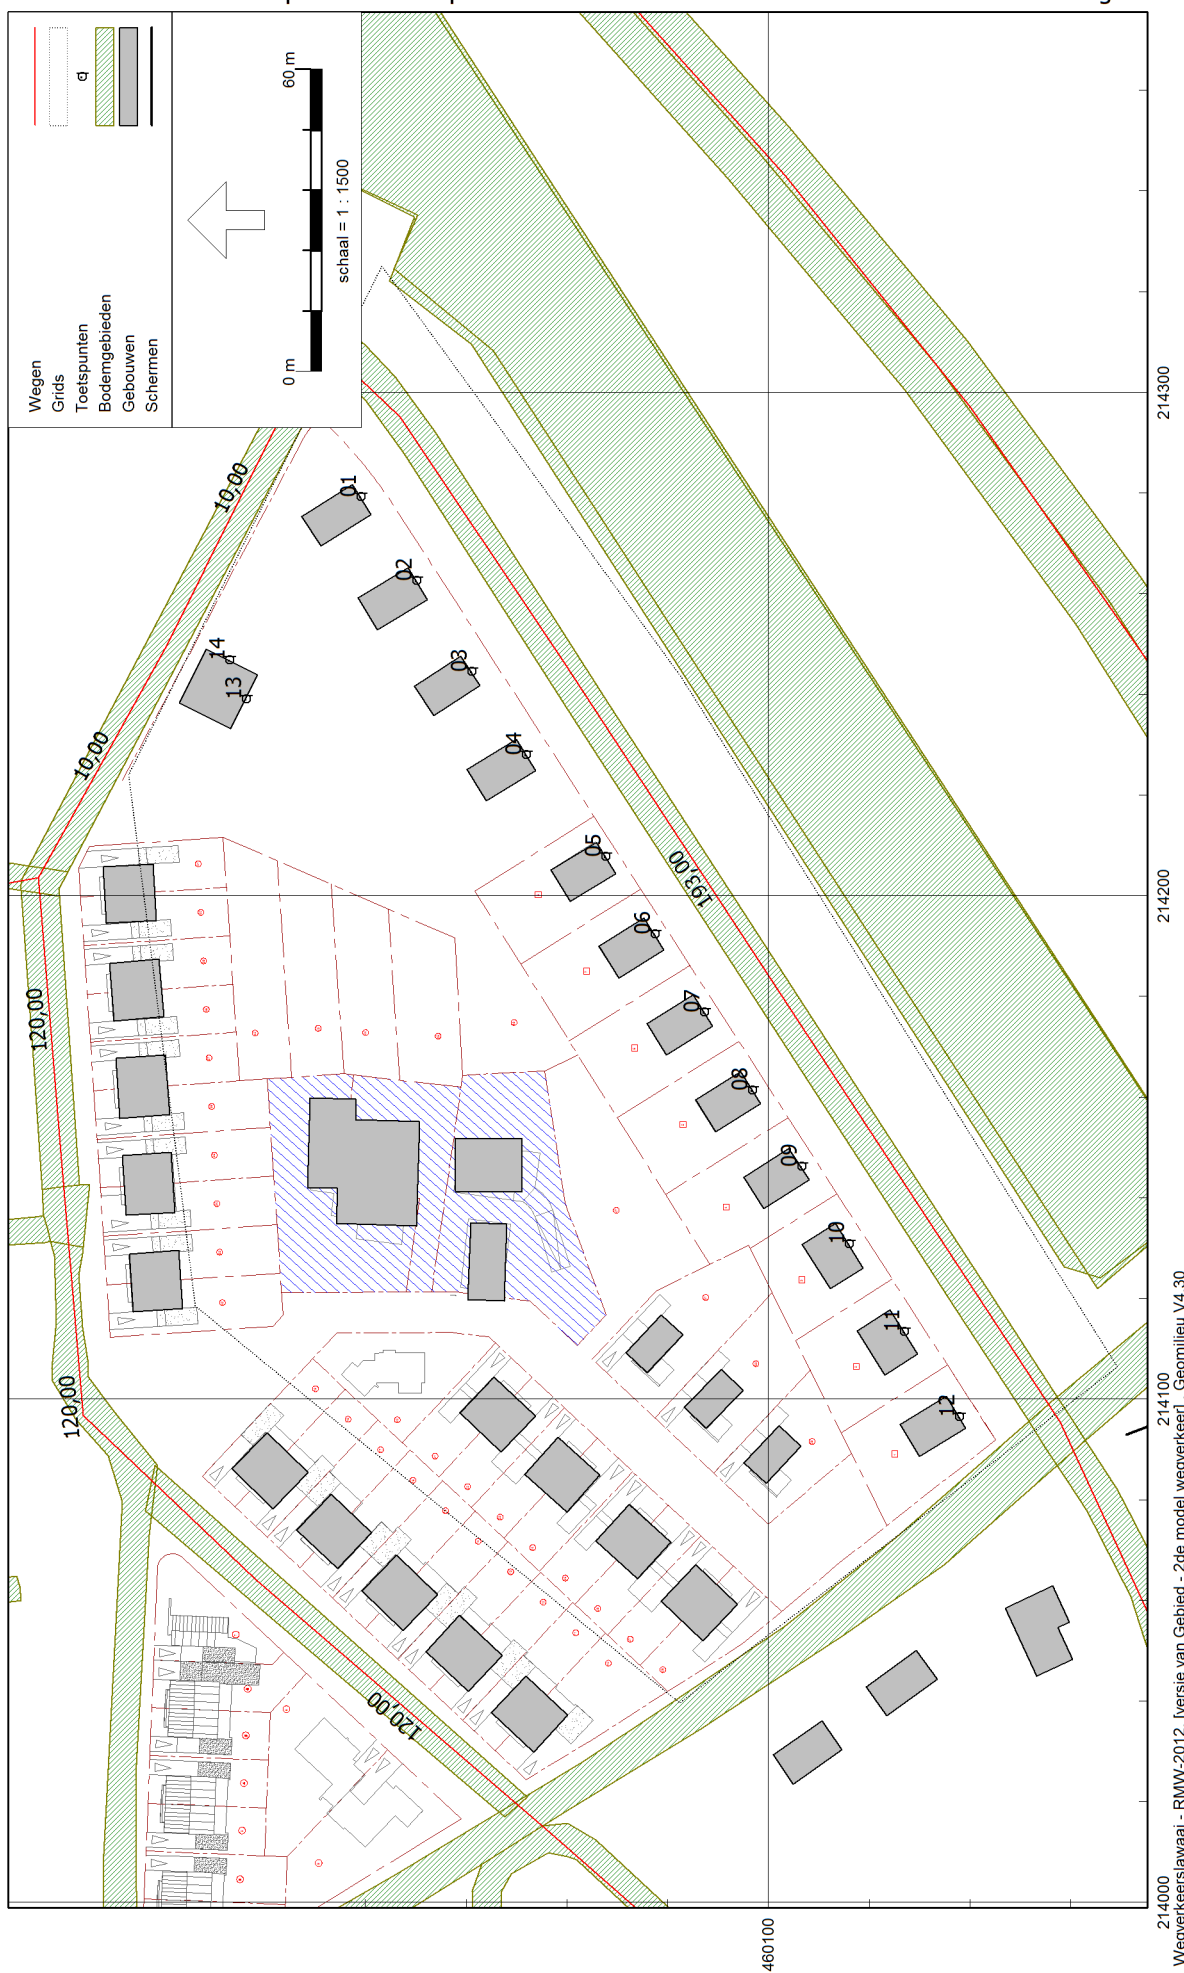 Wegen
Grids
Toetspunten
Bodemgebieden
Gebouwen
Schermen
0 m
60 m
schaal = 1 : 1500
10,00
10,00
120,00
120,00
120,00
193,00
14
13
01
02
03
04
05
06
07
08
09
10
11
12
460100
214000
214100
214200
214300
Wegverkeerslawaai - RMW-2012, [versie van Gebied - 2de model wegverkeer] , Geomilieu V4.30